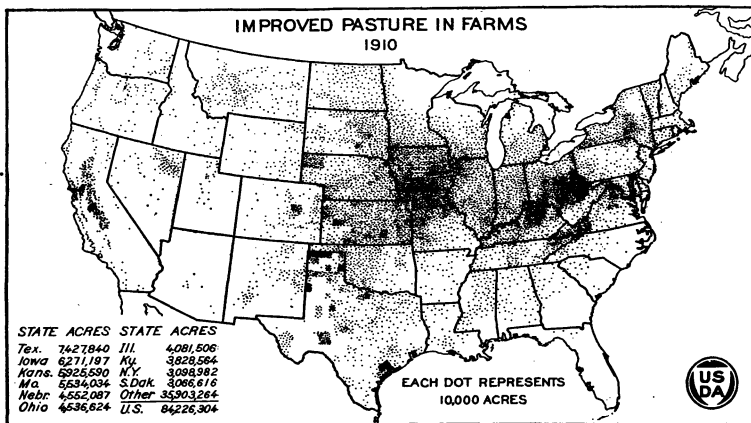 IMPROVED PASTURE IN FARMS
1910
STATE ACRES STATE ACRES
Tex. 7,427,840 Ill. 4,081,506
Iowa 6,271,197 Ky. 3,828,564
Kans. 5,925,590 N.Y. 3,098,982
Mo. 5,534,034 S.Dak. 3,066,616
Nebr. 4,552,087 Other 35,903,264
Ohio 4,536,624 U.S. 84,226,304
EACH DOT REPRESENTS
10,000 ACRES
US
DA